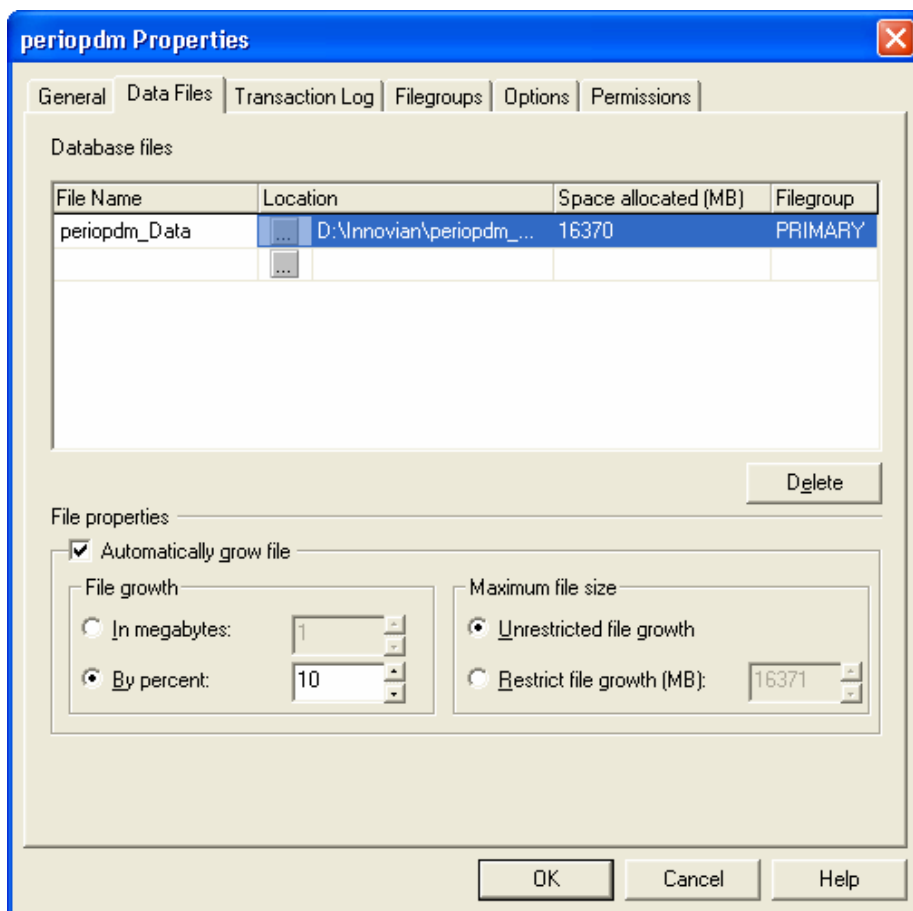 periopdm Properties
General Data Files Transaction Log Filegroups Options Permissions
Database files
File Name Location Space allocated (MB) Filegroup
periopdm_Data ... D:\Innovian\periopdm_... 16370 PRIMARY
...
Delete
File properties
Automatically grow file
File growth Maximum file size
In megabytes: 1 Unrestricted file growth
By percent: 10 Restrict file growth (MB): 16371
OK Cancel Help